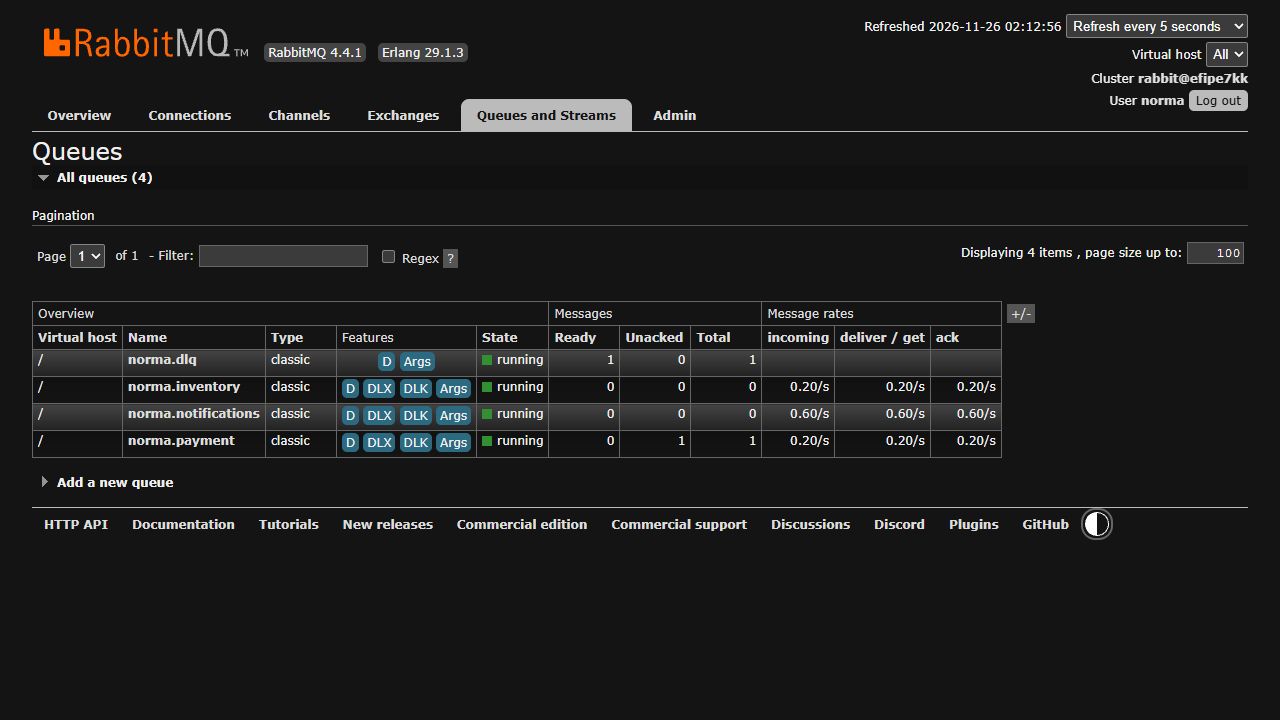 Refreshed 2026-11-26 02:12:56 Refresh every 5 seconds
RabbitMQ TM RabbitMQ 4.4.1 Erlang 29.1.3
Virtual host All
Cluster rabbit@efipe7kk
User norma Log out
Overview Connections Channels Exchanges Queues and Streams Admin
Queues
All queues (4)
Pagination
Page 1 of 1 - Filter: Regex ? Displaying 4 items , page size up to: 100
Overview Messages Message rates +/-
Virtual host Name Type Features State Ready Unacked Total incoming deliver / get ack
/ norma.dlq classic D Args running 1 0 1
/ norma.inventory classic D DLX DLK Args running 0 0 0 0.20/s 0.20/s 0.20/s
/ norma.notifications classic D DLX DLK Args running 0 0 0 0.60/s 0.60/s 0.60/s
/ norma.payment classic D DLX DLK Args running 0 1 1 0.20/s 0.20/s 0.20/s
Add a new queue
HTTP API Documentation Tutorials New releases Commercial edition Commercial support Discussions Discord Plugins GitHub